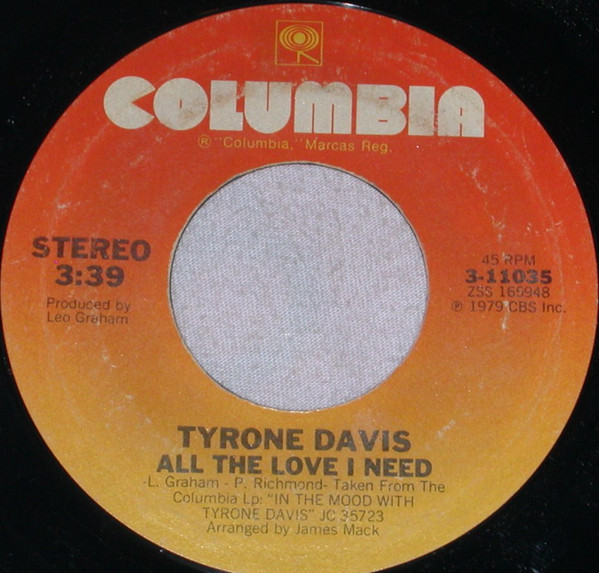 COLUMBIA
® "Columbia," Marcas Reg.
STEREO
3:39
Produced by
Leo Graham
45 RPM
3-11035
ZSS 165948
℗ 1979 CBS Inc.
TYRONE DAVIS
ALL THE LOVE I NEED
-L. Graham - P. Richmond- Taken From The
Columbia Lp: "IN THE MOOD WITH
TYRONE DAVIS" JC 35723
Arranged by James Mack